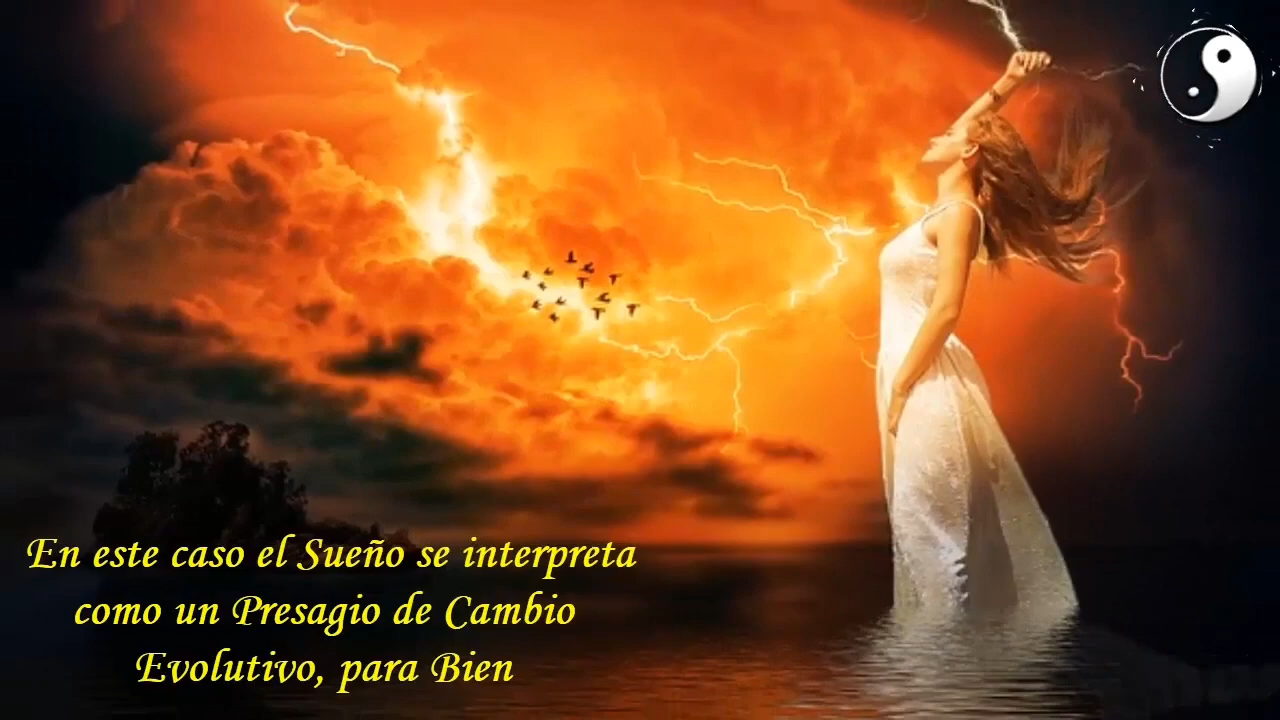 En este caso el Sueño se interpreta
como un Presagio de Cambio
Evolutivo, para Bien